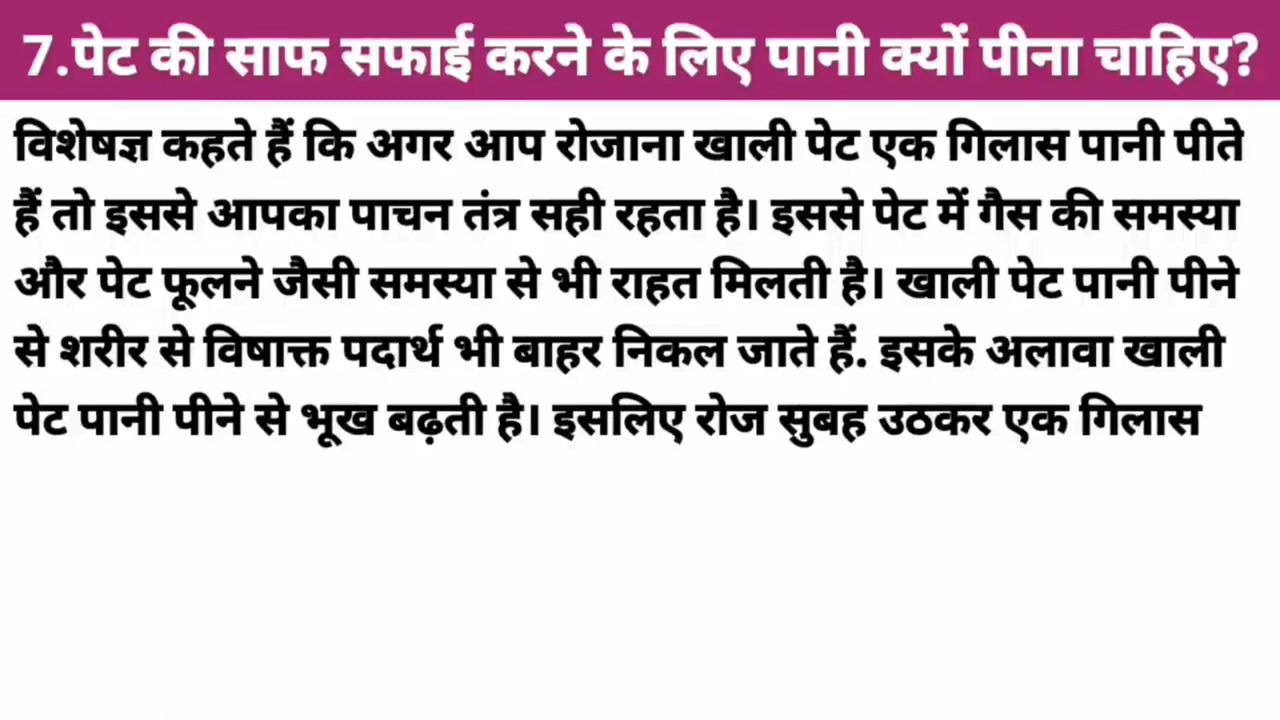 7.पेट की साफ सफाई करने के लिए पानी क्यों पीना चाहिए?
विशेषज्ञ कहते हैं कि अगर आप रोजाना खाली पेट एक गिलास पानी पीते
हैं तो इससे आपका पाचन तंत्र सही रहता है। इससे पेट में गैस की समस्या
और पेट फूलने जैसी समस्या से भी राहत मिलती है। खाली पेट पानी पीने
से शरीर से विषाक्त पदार्थ भी बाहर निकल जाते हैं. इसके अलावा खाली
पेट पानी पीने से भूख बढ़ती है। इसलिए रोज सुबह उठकर एक गिलास